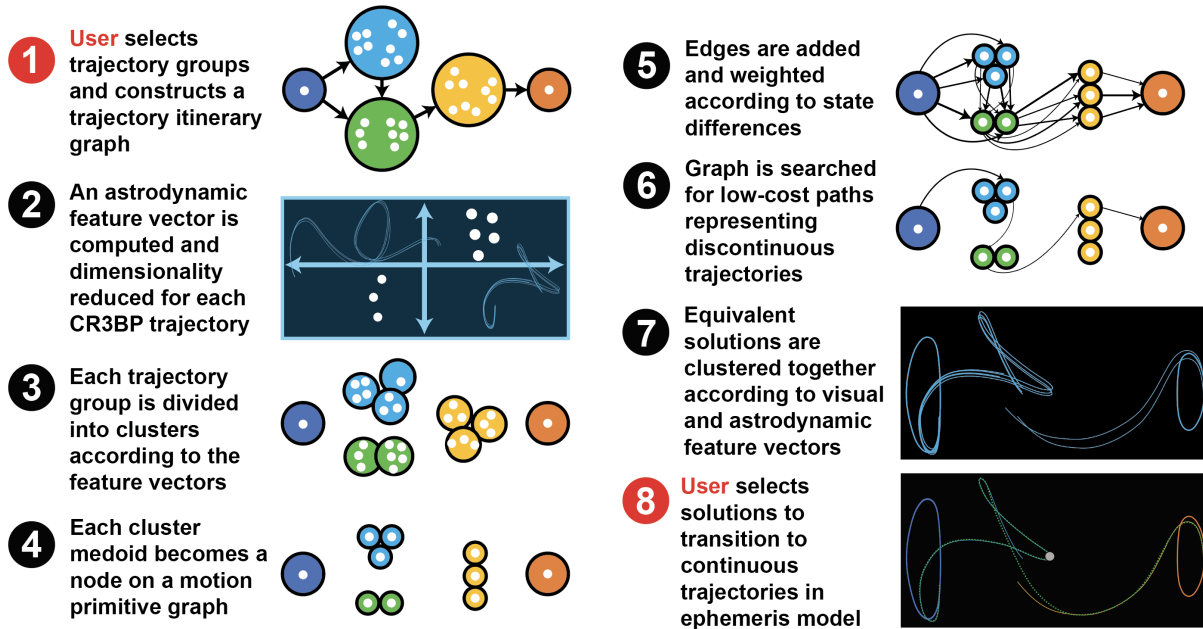 1
User selects
trajectory groups
and constructs a
trajectory itinerary
graph
2
An astrodynamic
feature vector is
computed and
dimensionality
reduced for each
CR3BP trajectory
3
Each trajectory
group is divided
into clusters
according to the
feature vectors
4
Each cluster
medoid becomes a
node on a motion
primitive graph
5
Edges are added
and weighted
according to state
differences
6
Graph is searched
for low-cost paths
representing
discontinuous
trajectories
7
Equivalent
solutions are
clustered together
according to visual
and astrodynamic
feature vectors
8
User selects
solutions to
transition to
continuous
trajectories in
ephemeris model